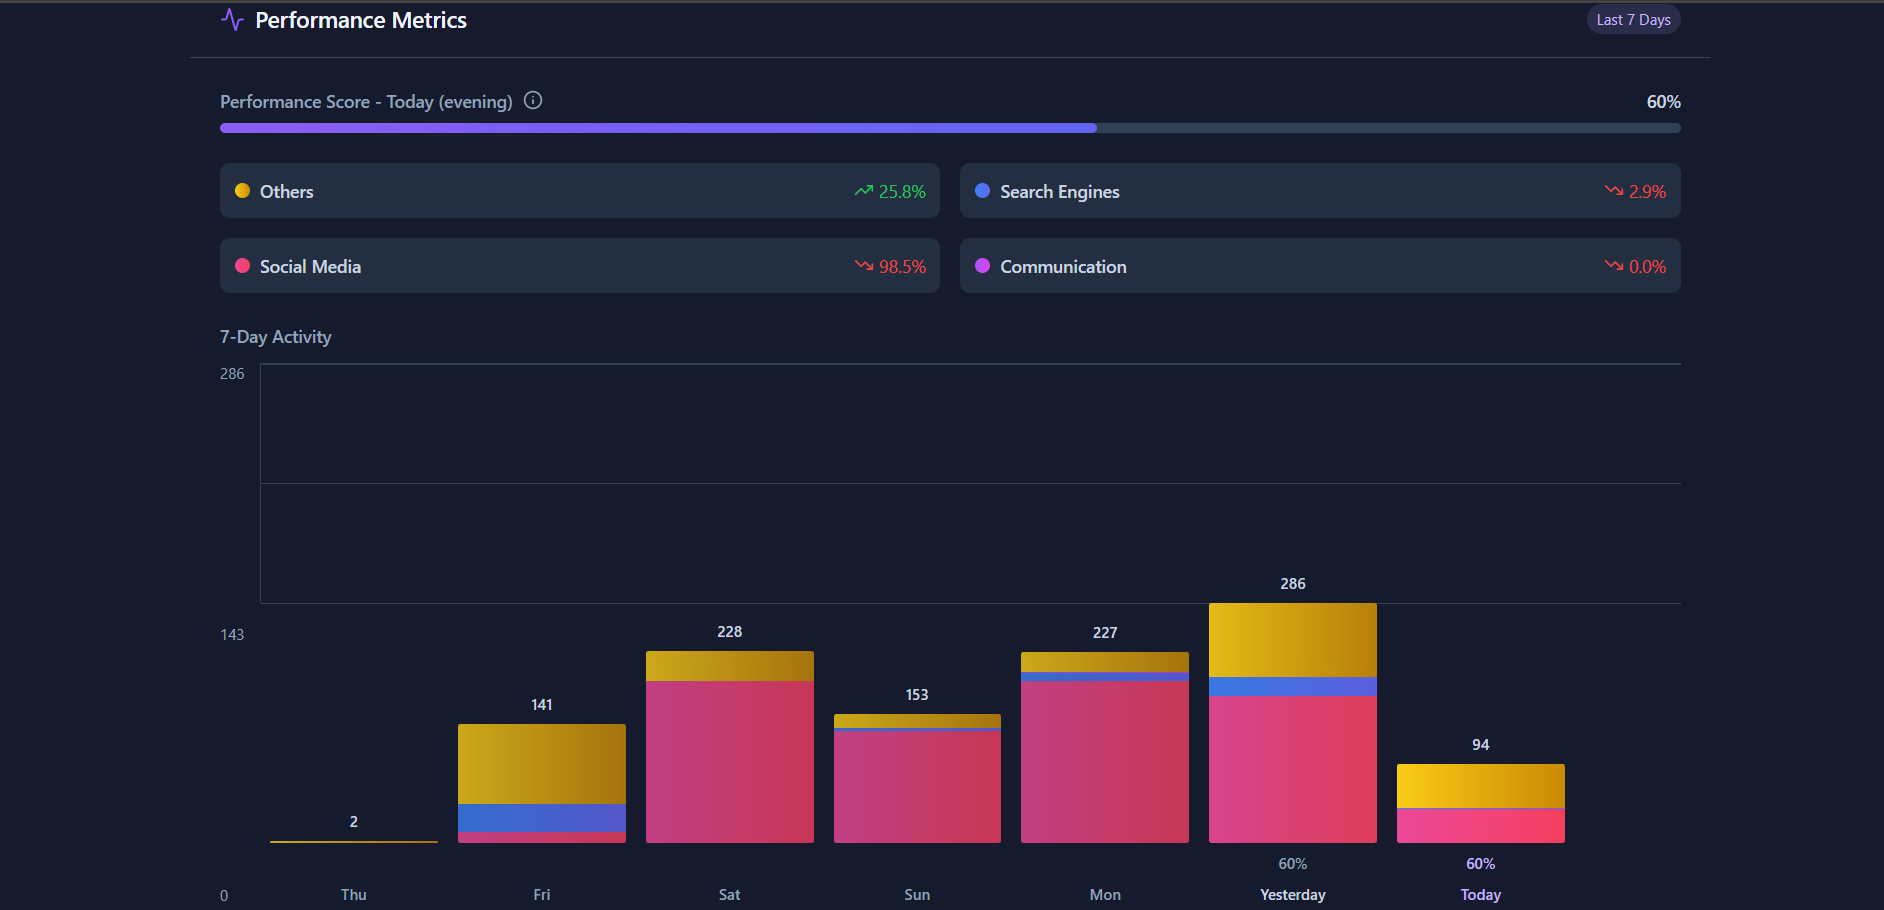 Performance Metrics
Last 7 Days
Performance Score - Today (evening)
60%
Others
25.8%
Search Engines
2.9%
Social Media
98.5%
Communication
0.0%
7-Day Activity
286
143
0
2
141
228
153
227
286
94
60%
60%
Thu
Fri
Sat
Sun
Mon
Yesterday
Today